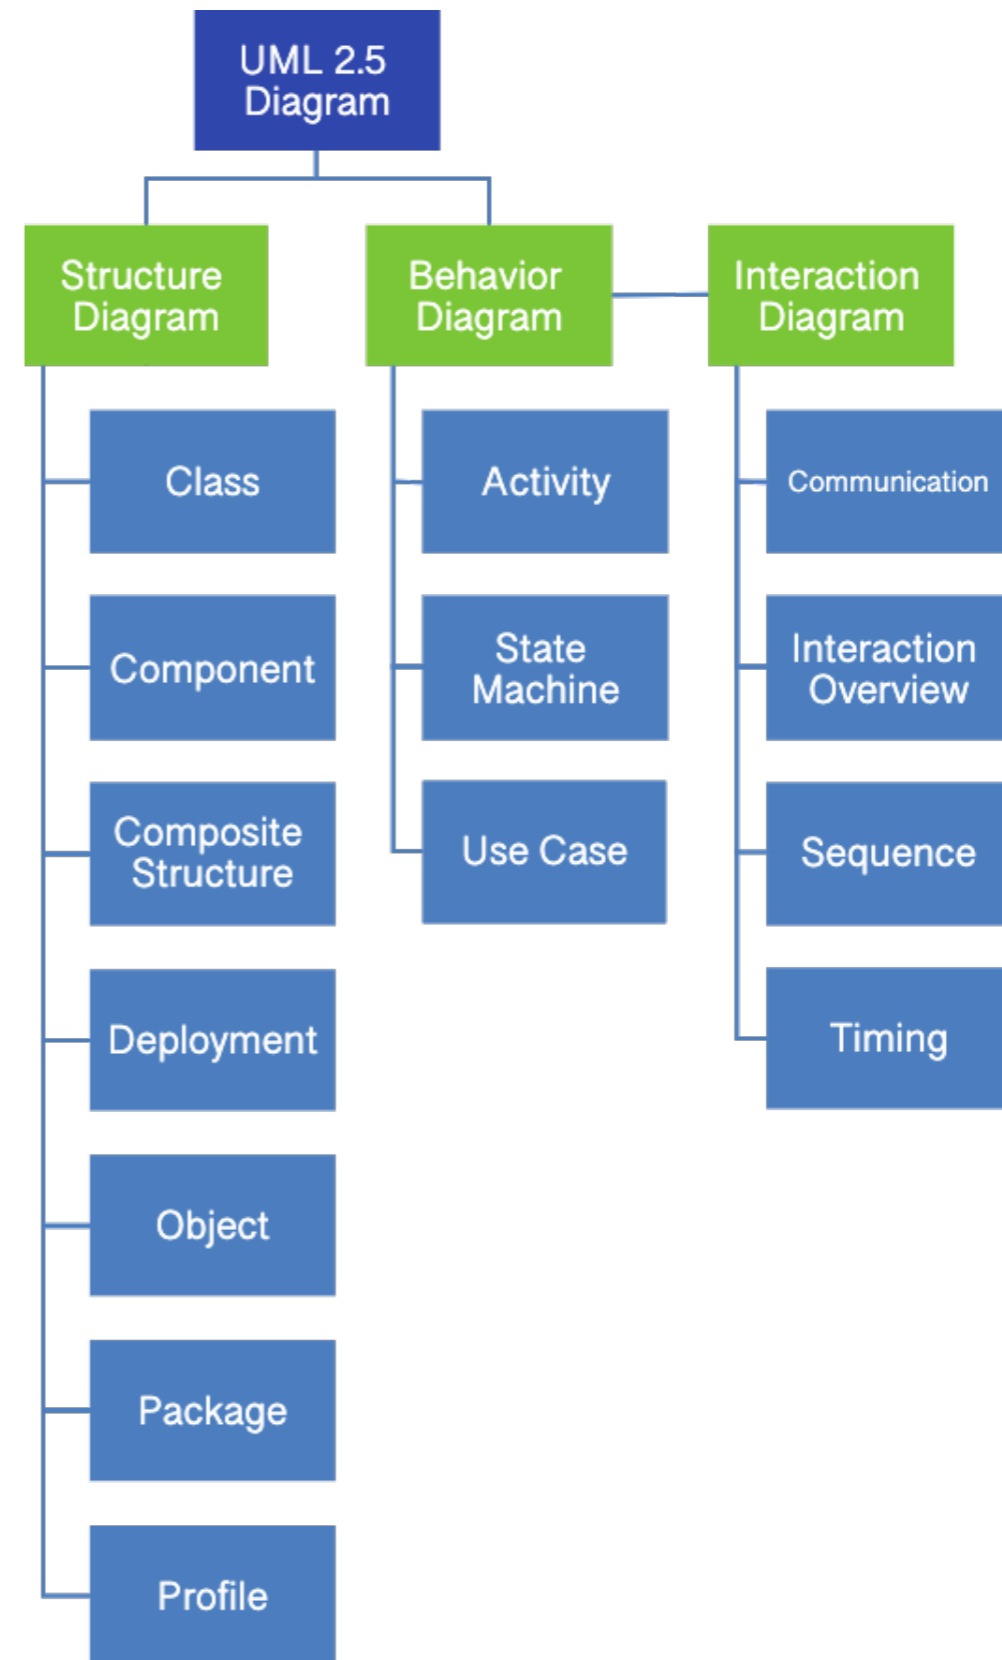 UML 2.5
Diagram
Structure
Diagram
Behavior
Diagram
Interaction
Diagram
Class
Component
Composite
Structure
Deployment
Object
Package
Profile
Activity
State
Machine
Use Case
Communication
Interaction
Overview
Sequence
Timing